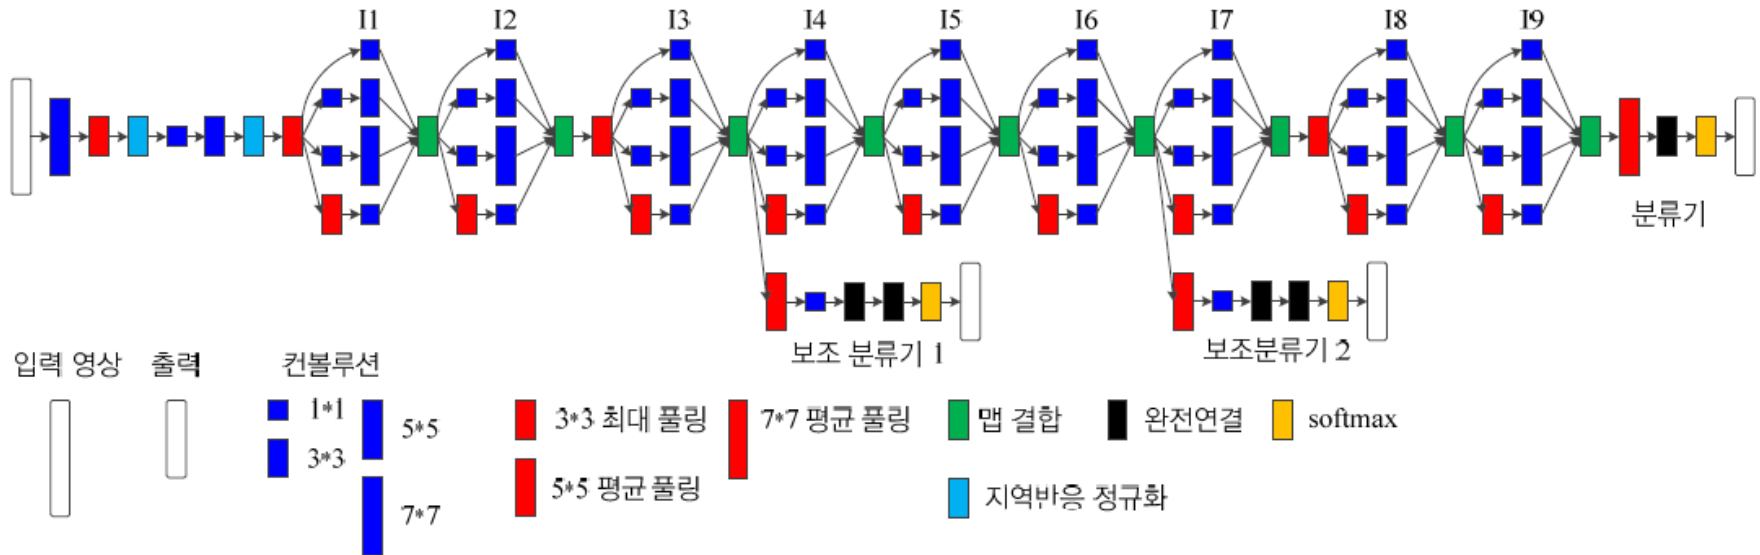 I1 I2 I3 I4 I5 I6 I7 I8 I9
분류기
보조 분류기 1
보조분류기 2
입력 영상
출력
컨볼루션
1*1
3*3
5*5
7*7
3*3 최대 풀링
5*5 평균 풀링
7*7 평균 풀링
맵 결합
지역반응 정규화
완전연결
softmax